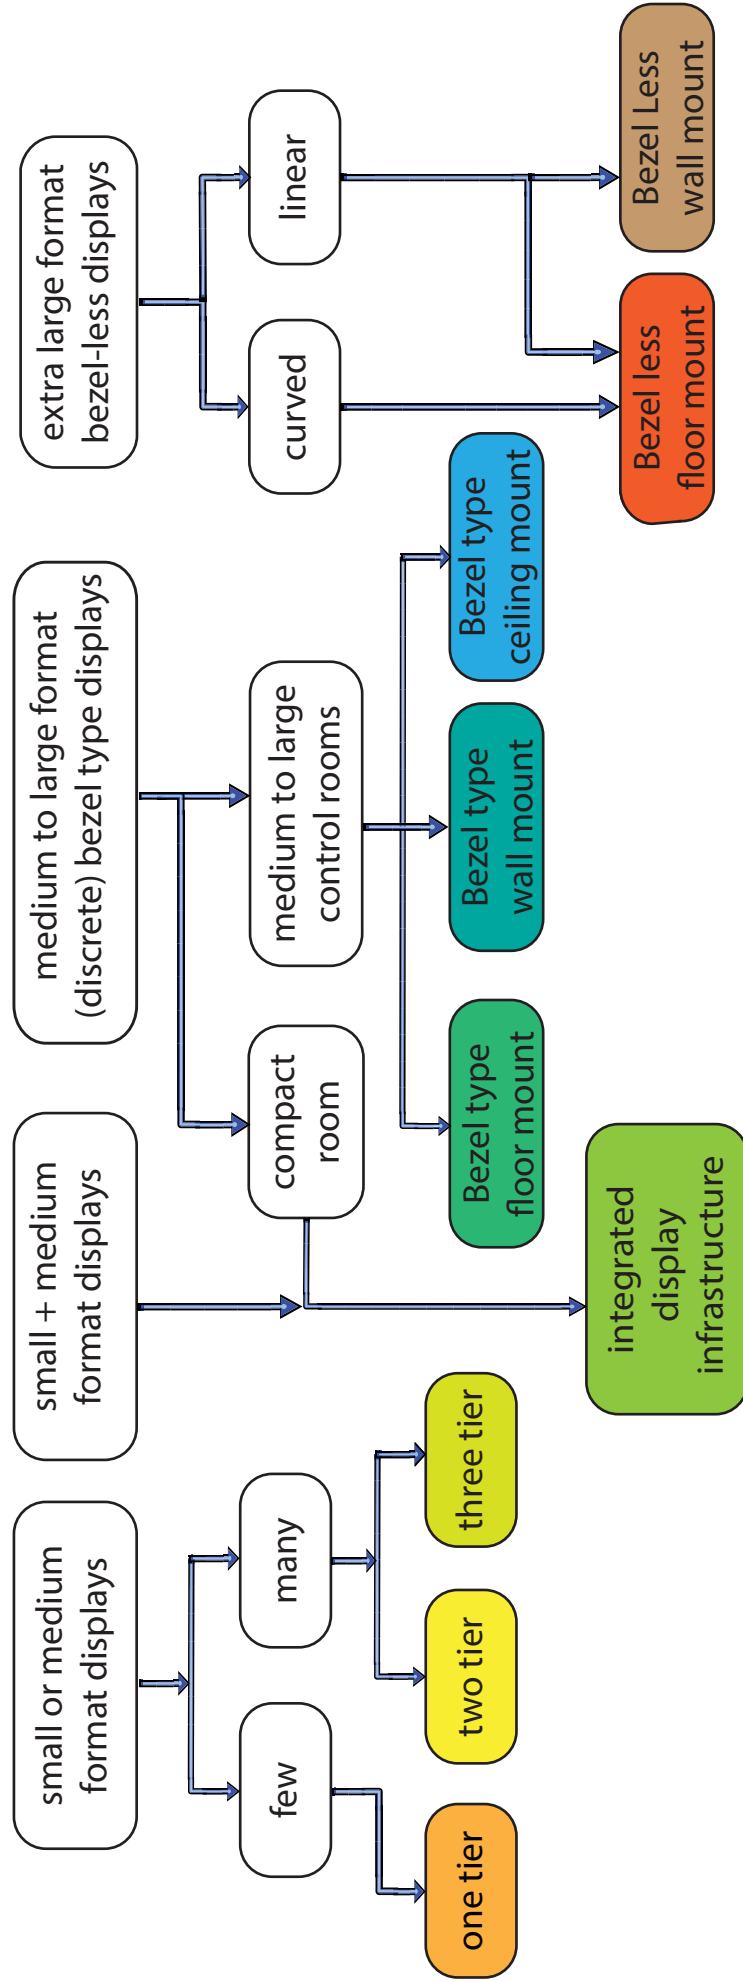 small or medium
format displays
small + medium
format displays
medium to large format
(discrete) bezel type displays
extra large format
bezel-less displays
few
many
compact
room
medium to large
control rooms
curved
linear
one tier
two tier
three tier
Bezel type
floor mount
Bezel type
wall mount
Bezel type
ceiling mount
integrated
display
infrastructure
Bezel less
floor mount
Bezel Less
wall mount